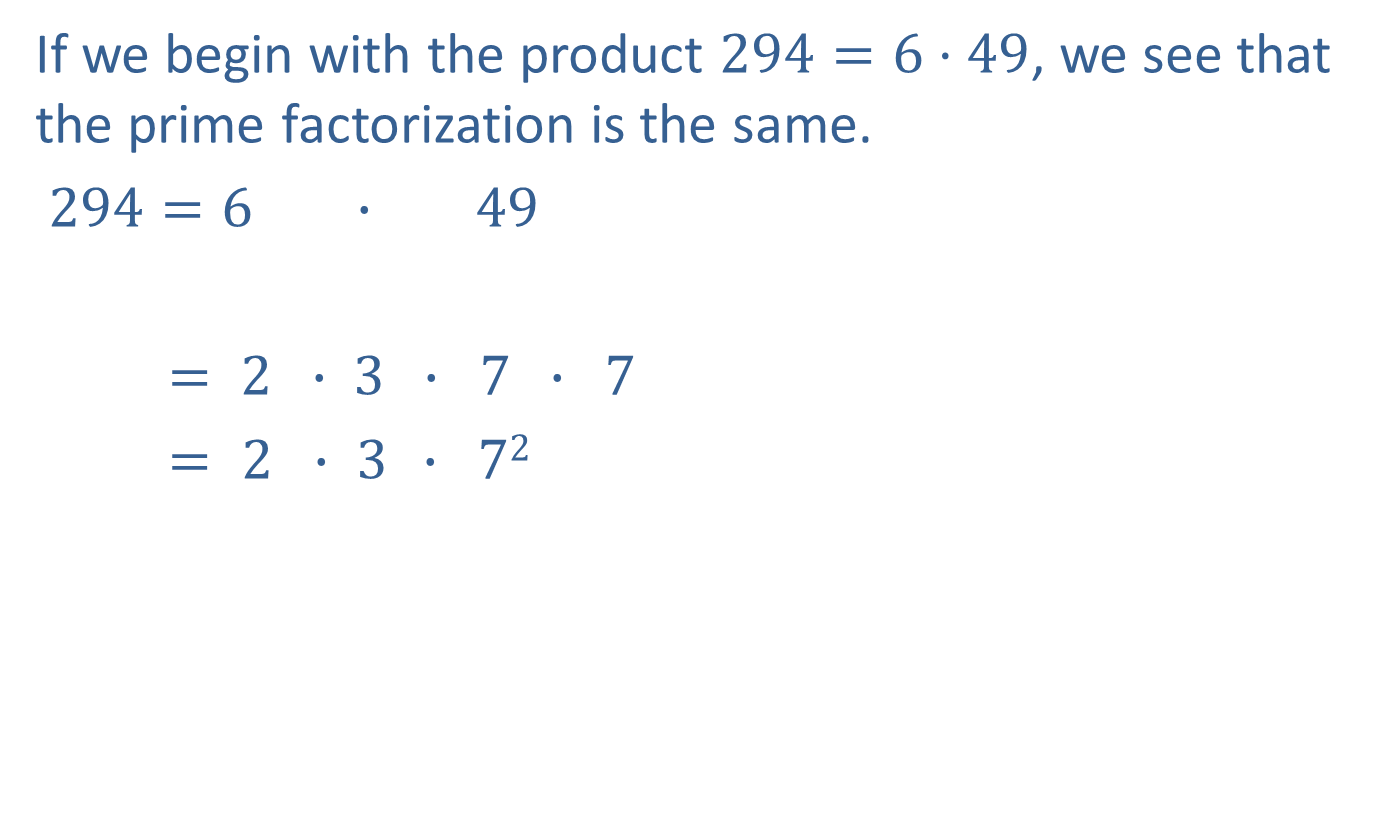 If we begin with the product 294 = 6 · 49, we see that
the prime factorization is the same.
294 = 6 · 49
= 2 · 3 · 7 · 7
= 2 · 3 · 7²